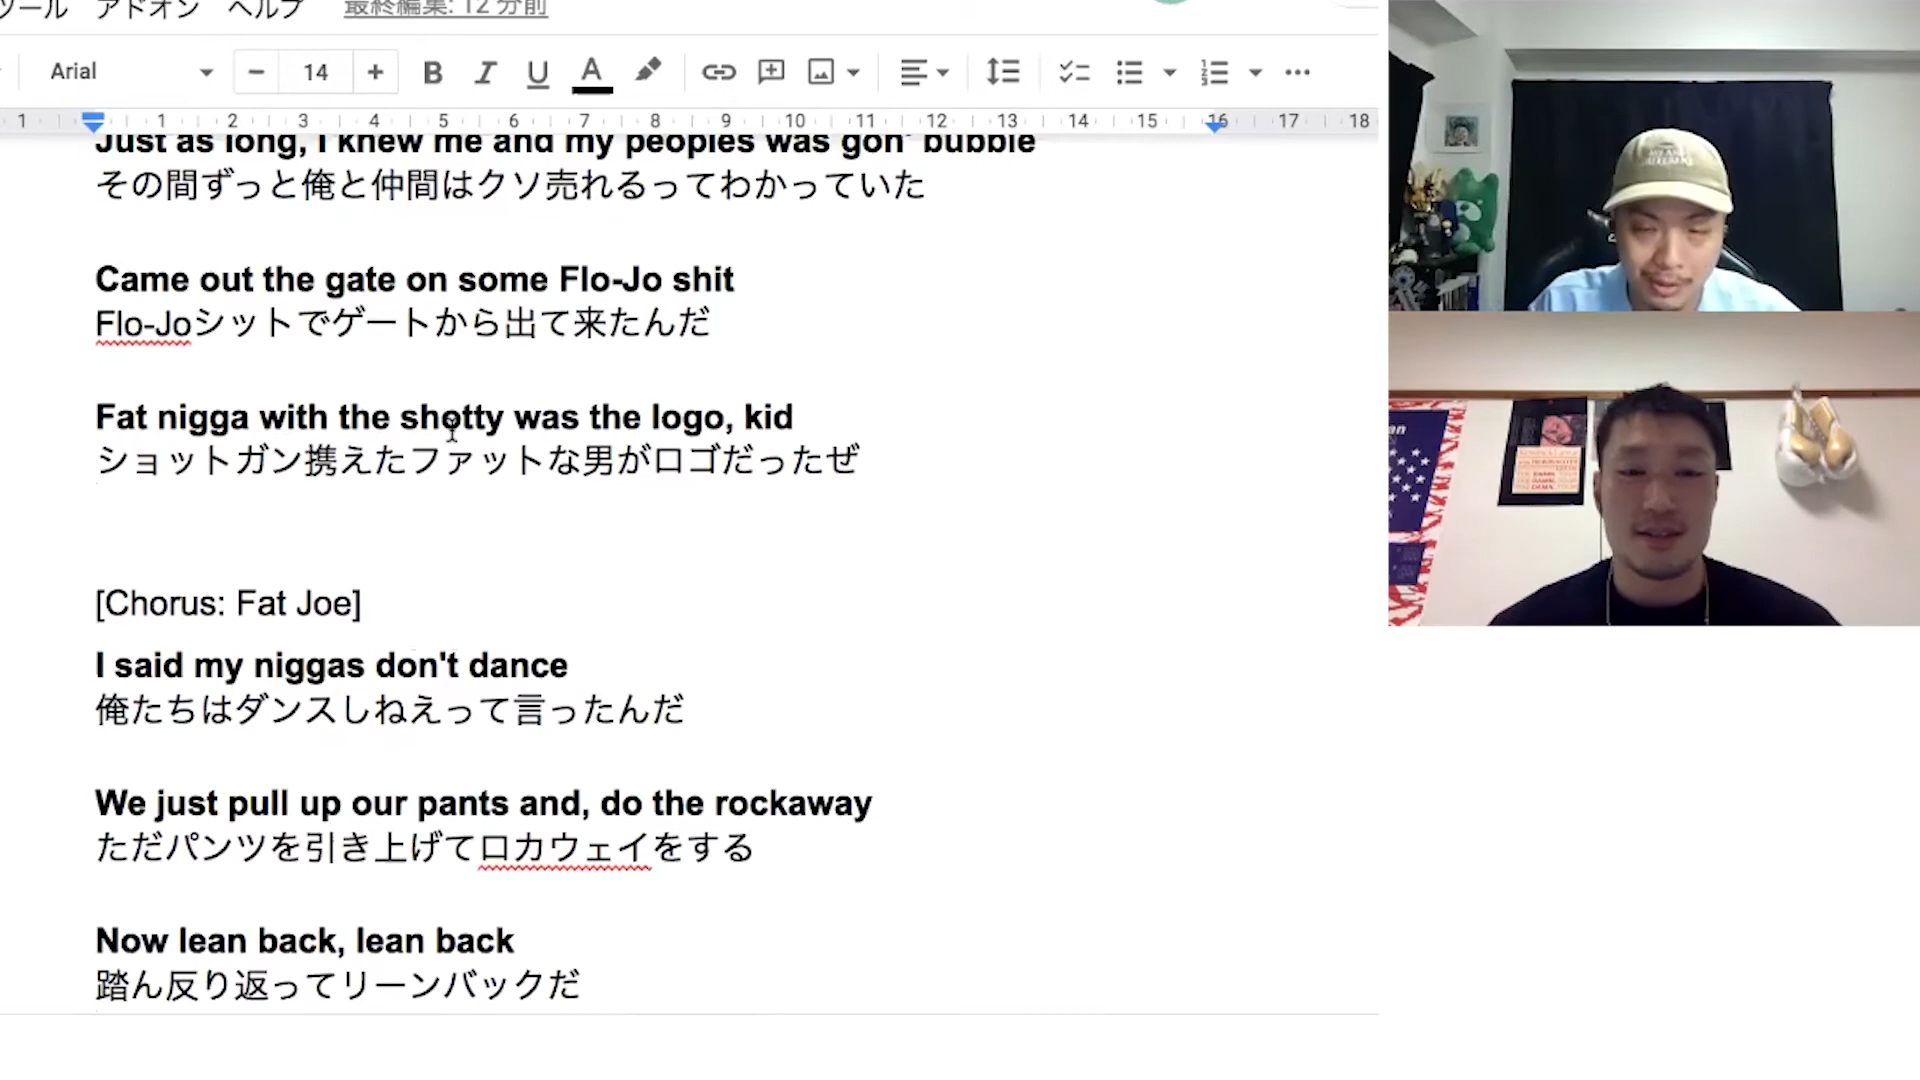 ツール アドオン ヘルプ 最終編集: 12 分前
Arial 14 B I U A
1 1 2 3 4 5 6 7 8 9 10 11 12 13 14 15 16 17 18
Just as long, I knew me and my peoples was gon' bubble
その間ずっと俺と仲間はクソ売れるってわかっていた
Came out the gate on some Flo-Jo shit
Flo-Joシットでゲートから出て来たんだ
Fat nigga with the shotty was the logo, kid
ショットガン携えたファットな男がロゴだったぜ
[Chorus: Fat Joe]
I said my niggas don't dance
俺たちはダンスしねえって言ったんだ
We just pull up our pants and, do the rockaway
ただパンツを引き上げてロカウェイをする
Now lean back, lean back
踏ん反り返ってリーンバックだ